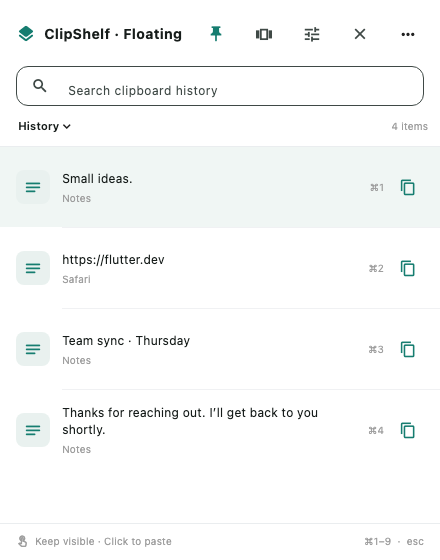 ClipShelf · Floating
Search clipboard history
History
4 items
Small ideas.
Notes
⌘1
https://flutter.dev
Safari
⌘2
Team sync · Thursday
Notes
⌘3
Thanks for reaching out. I’ll get back to you
shortly.
Notes
⌘4
Keep visible · Click to paste
⌘1–9 · esc